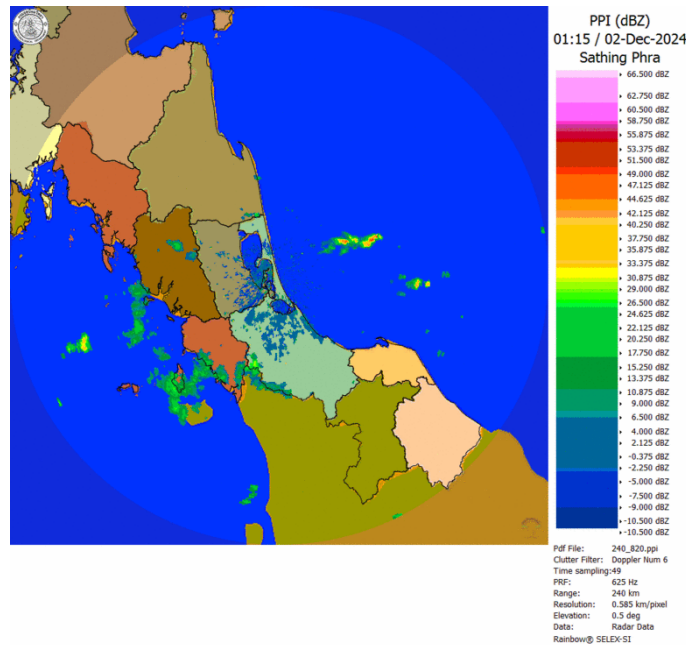 PPI (dBZ)
01:15 / 02-Dec-2024
Sathing Phra
66.500 dBZ
62.750 dBZ
60.500 dBZ
58.750 dBZ
55.875 dBZ
53.375 dBZ
51.500 dBZ
49.000 dBZ
47.125 dBZ
44.625 dBZ
42.125 dBZ
40.250 dBZ
37.750 dBZ
35.875 dBZ
33.375 dBZ
30.875 dBZ
29.000 dBZ
26.500 dBZ
24.625 dBZ
22.125 dBZ
20.250 dBZ
17.750 dBZ
15.250 dBZ
13.375 dBZ
10.875 dBZ
9.000 dBZ
6.500 dBZ
4.000 dBZ
2.125 dBZ
-0.375 dBZ
-2.250 dBZ
-5.000 dBZ
-7.500 dBZ
-9.000 dBZ
-10.500 dBZ
-10.500 dBZ
Pdf File: 240_820.ppi
Clutter Filter: Doppler Num 6
Time sampling:49
PRF: 625 Hz
Range: 240 km
Resolution: 0.585 km/pixel
Elevation: 0.5 deg
Data: Radar Data
Rainbow® SELEX-SI